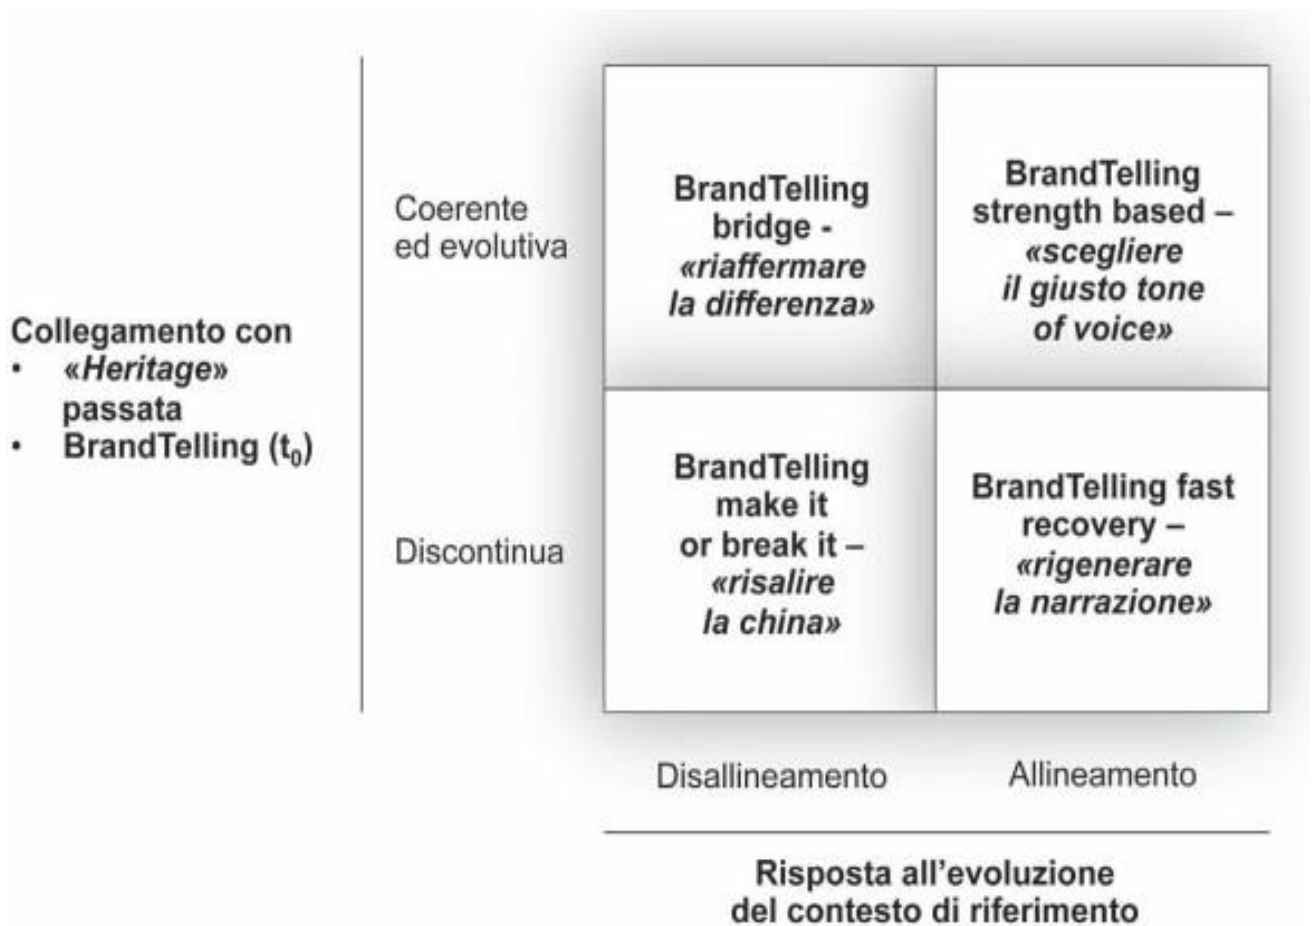 Collegamento con
• «Heritage»
passata
• BrandTelling (t₀)
Coerente
ed evolutiva
Discontinua
BrandTelling
bridge -
«riaffermare
la differenza»
BrandTelling
strength based –
«scegliere
il giusto tone
of voice»
BrandTelling
make it
or break it –
«risalire
la china»
BrandTelling fast
recovery –
«rigenerare
la narrazione»
Disallineamento
Allineamento
Risposta all'evoluzione
del contesto di riferimento